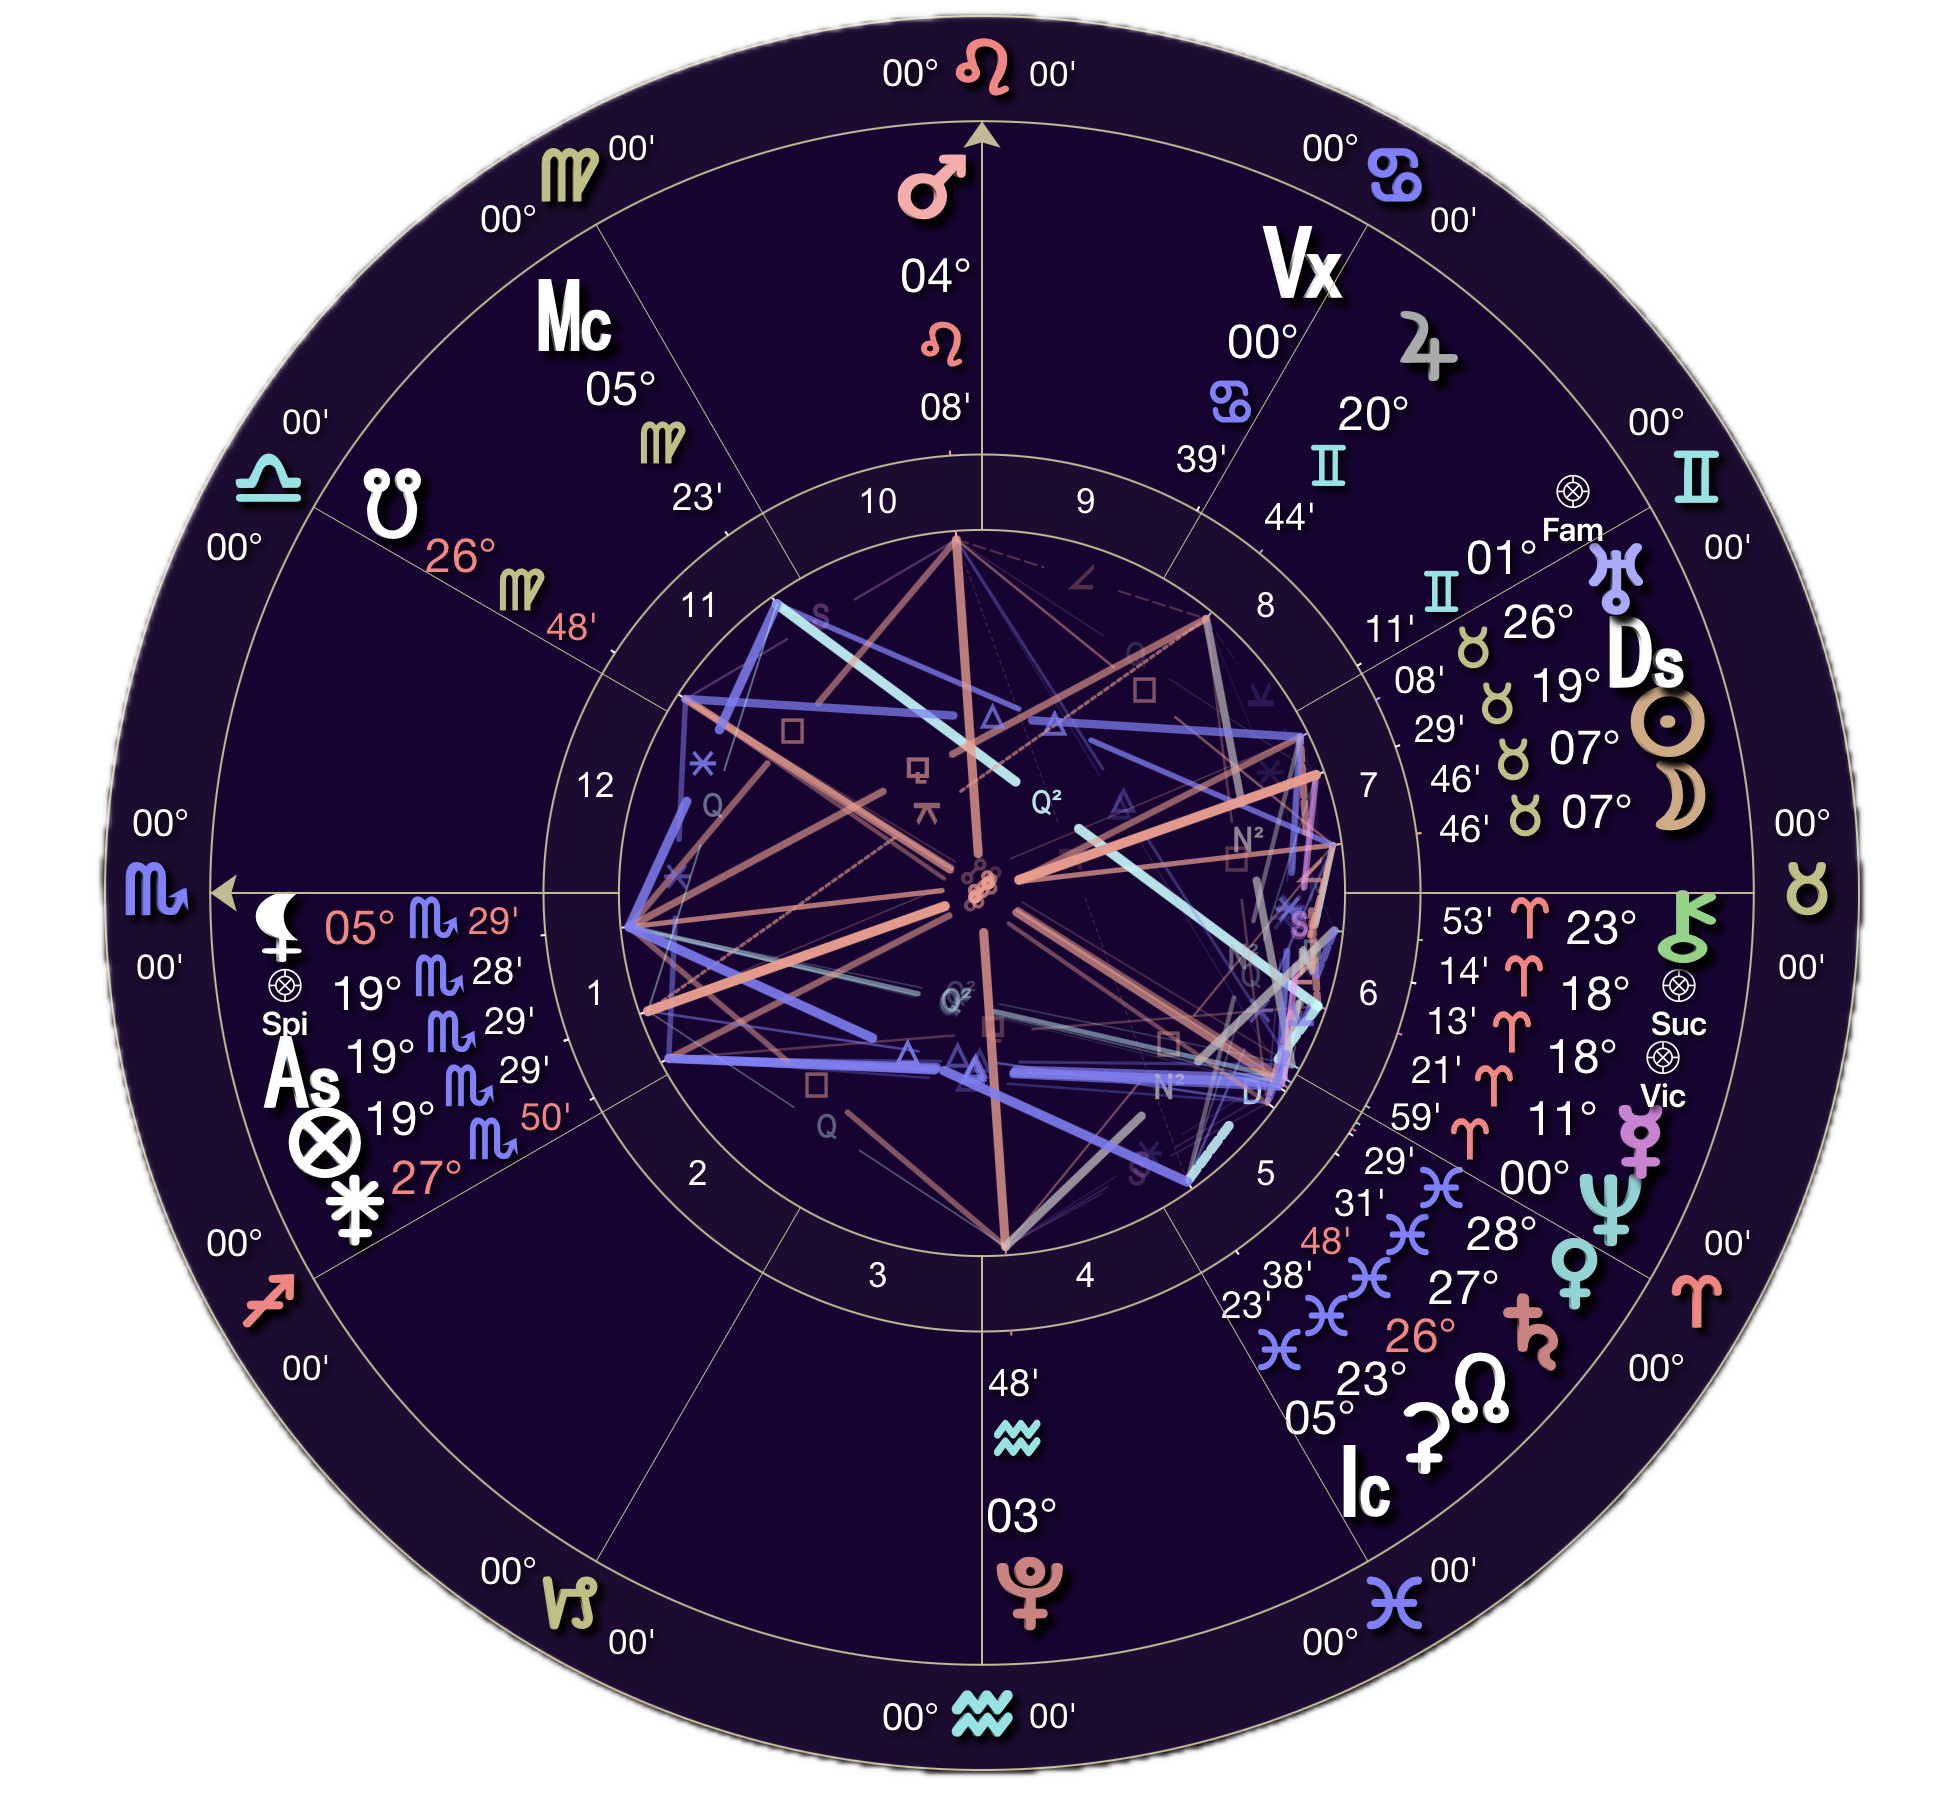 00° ♌ 00'
♍ 00'
00°
00° ♋
00'
♂
04°
♌
08'
Vx
00°
♋
39'
♃
20°
♊
44'
Mc
05°
♍
23'
00'
♎
00°
☋
26°
♍
48'
00°
♊
00'
Fam
01°
♊
11'
♅
26°
♉
08'
Ds
19°
♉
29'
☉
07°
♉
46'
☽
07°
♉
46'
10
9
11
8
12
7
1
6
2
5
3
4
S
Q
Q²
N²
S
Q²
N²
D
Q
S
00°
♏
00'
00°
♉
00'
⚸ 05° ♏ 29'
19° ♏ 28'
Spi
19° ♏ 29'
As
19° ♏ 29'
⊗
27° ♏ 50'
53' ♈ 23° ⚷
14' ♈ 18°
Suc
13' ♈ 18°
Vic
21' ♈ 11° ☿
59' ♈ 00° ♆
29' ♓ 28° ♀
31' ♓ 27° ♄
48' ♓ 26° ☊
38' ♓ 23° ⚳
23' ♓ 05° Ic
00°
♐
00'
00'
♈
00°
48'
♒
03°
♇
00°
♑
00'
00'
♓
00°
00° ♒ 00'